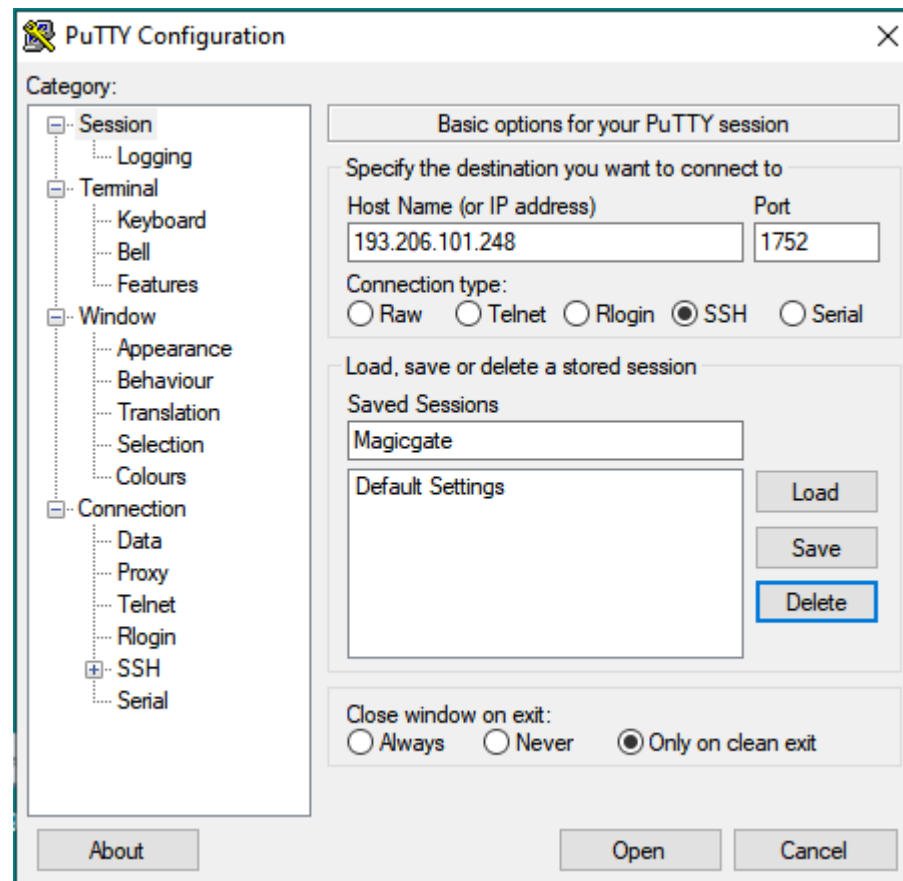 PuTTY Configuration
Category:
Session
Logging
Terminal
Keyboard
Bell
Features
Window
Appearance
Behaviour
Translation
Selection
Colours
Connection
Data
Proxy
Telnet
Rlogin
SSH
Serial
Basic options for your PuTTY session
Specify the destination you want to connect to
Host Name (or IP address) Port
193.206.101.248 1752
Connection type:
Raw Telnet Rlogin SSH Serial
Load, save or delete a stored session
Saved Sessions
Magicgate
Default Settings
Load
Save
Delete
Close window on exit:
Always Never Only on clean exit
About Open Cancel